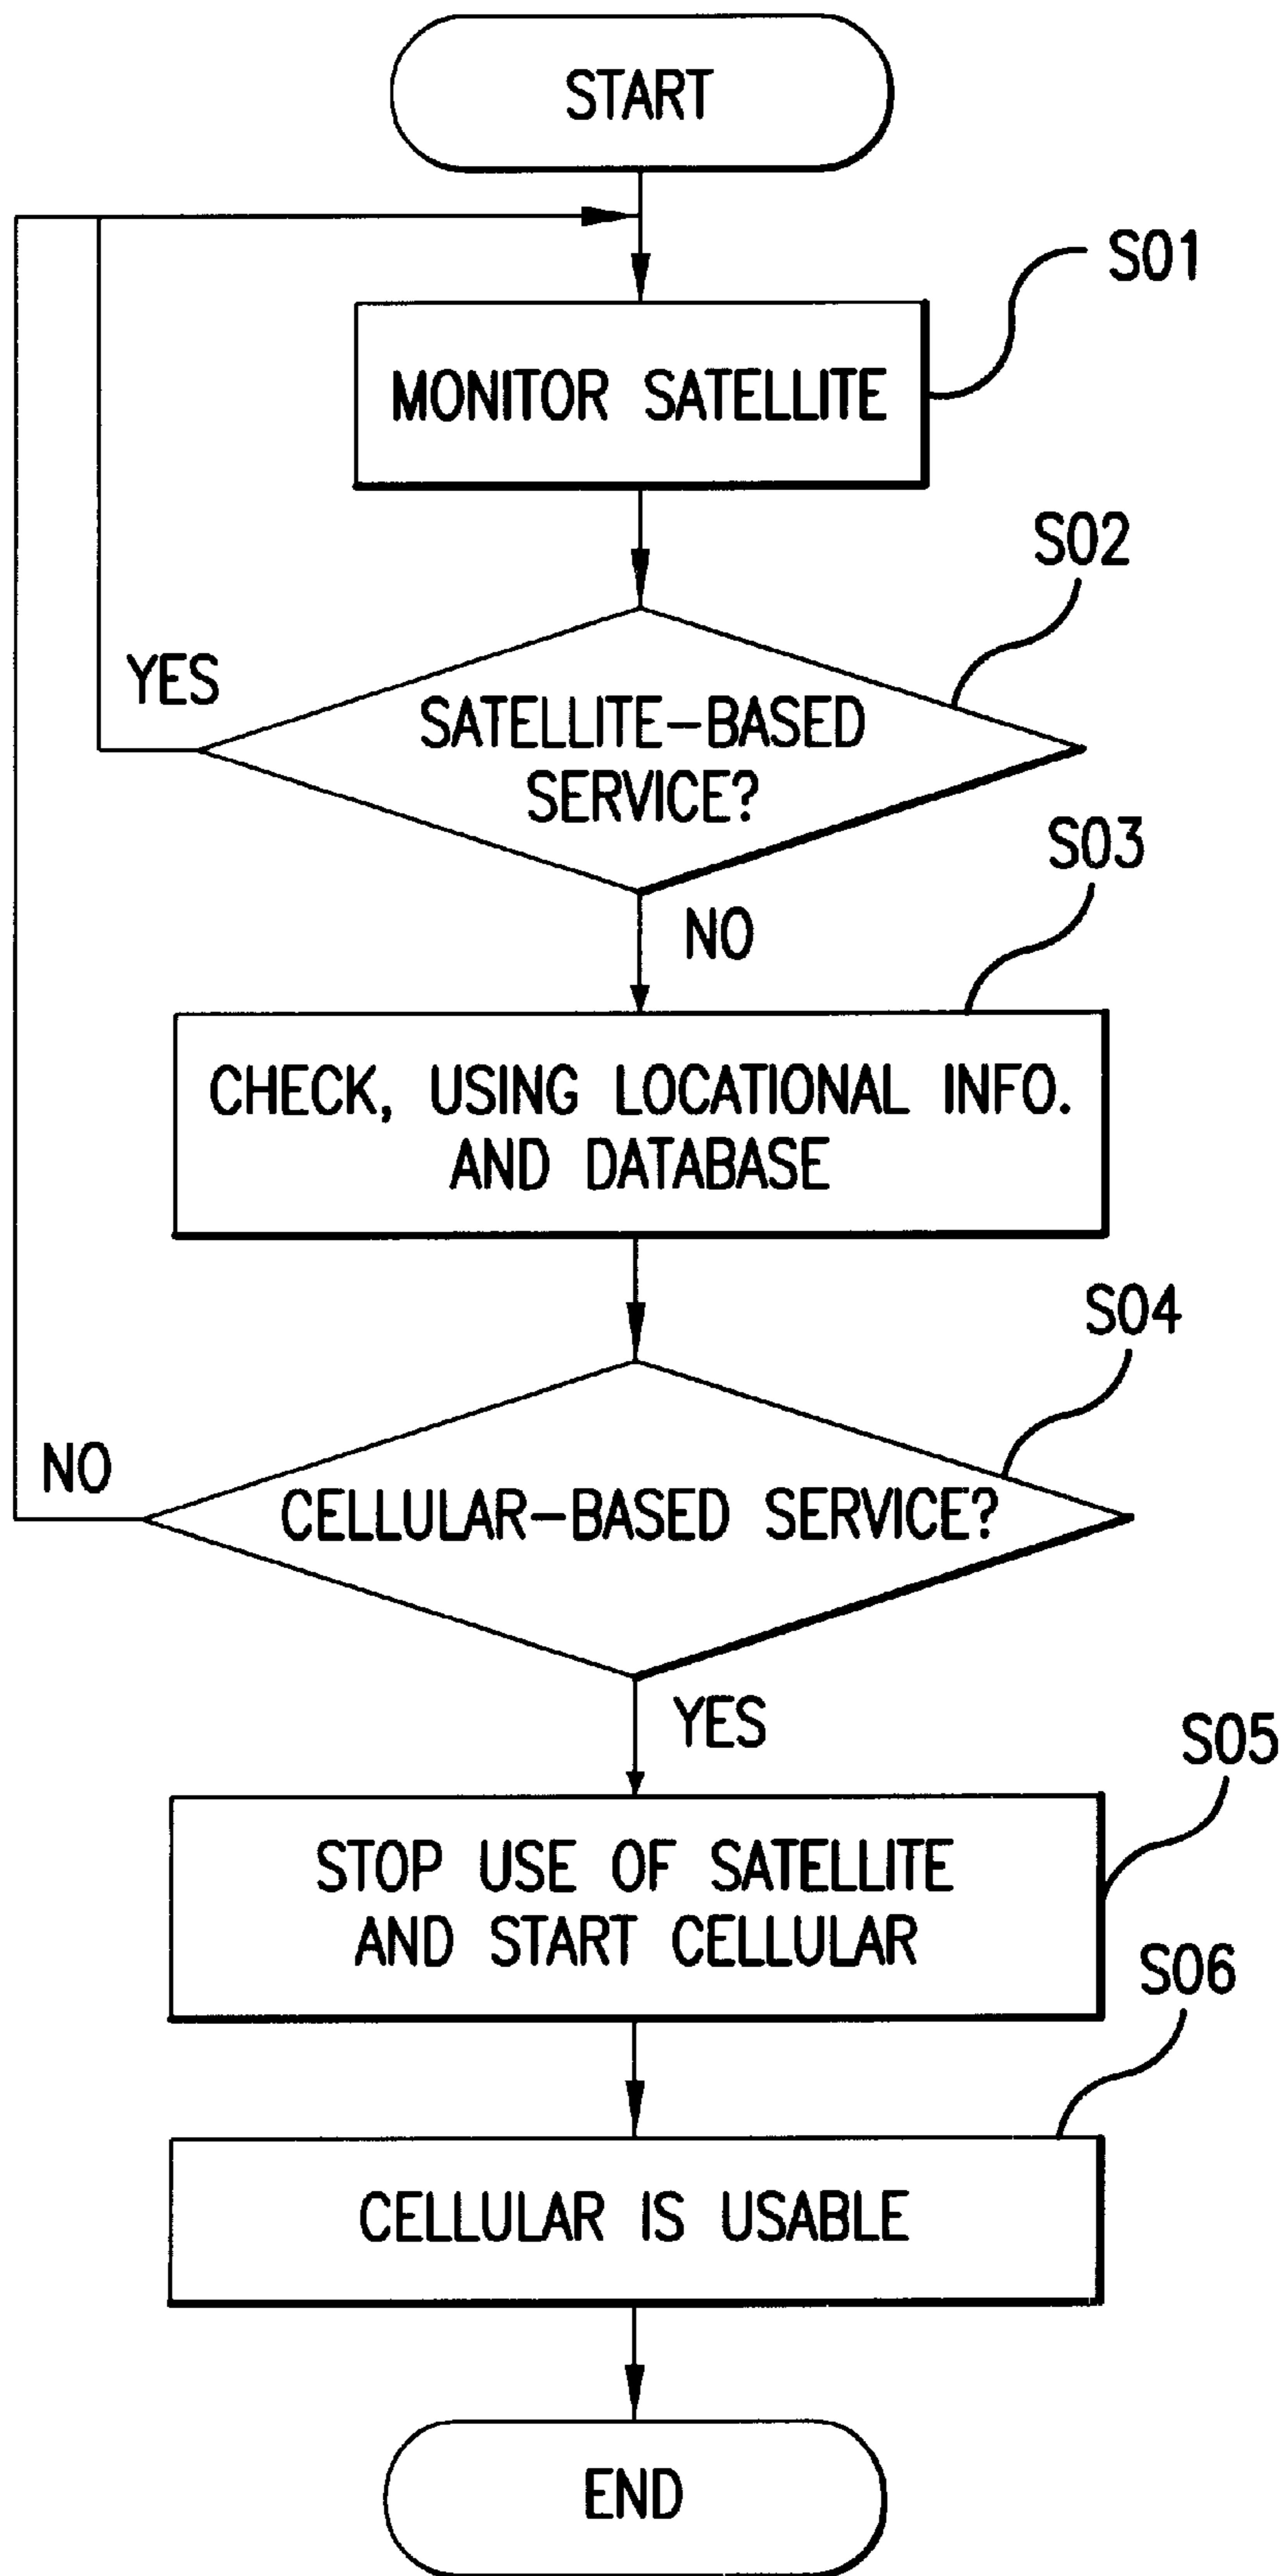 START
S01
MONITOR SATELLITE
S02
YES
SATELLITE-BASED
SERVICE?
S03
NO
CHECK, USING LOCATIONAL INFO.
AND DATABASE
S04
NO
CELLULAR-BASED SERVICE?
YES
S05
STOP USE OF SATELLITE
AND START CELLULAR
S06
CELLULAR IS USABLE
END